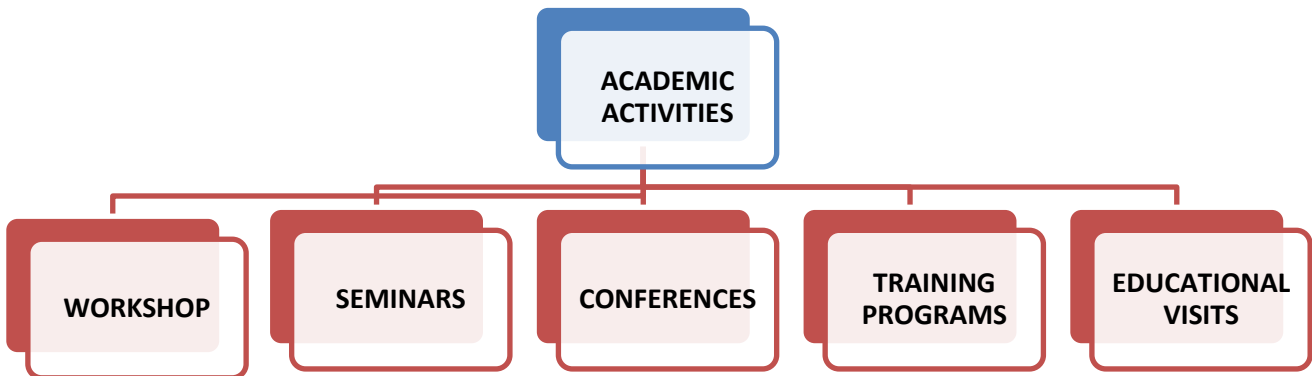 ACADEMIC
ACTIVITIES
WORKSHOP
SEMINARS
CONFERENCES
TRAINING
PROGRAMS
EDUCATIONAL
VISITS